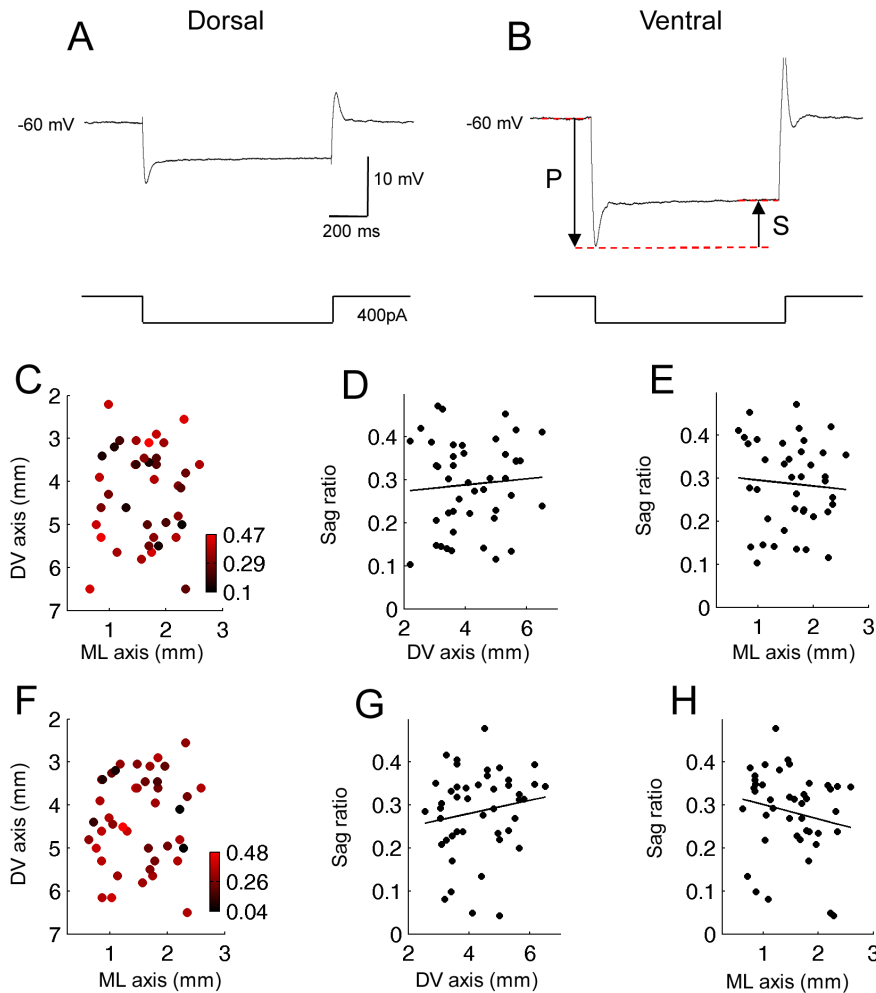 Dorsal
Ventral
A
B
-60 mV
-60 mV
10 mV
200 ms
P
S
400pA
C
D
E
2
3
4
5
6
7
DV axis (mm)
0.47
0.29
0.1
1
2
3
ML axis (mm)
Sag ratio
0.4
0.3
0.2
0.1
0
2
4
6
DV axis (mm)
Sag ratio
0.4
0.3
0.2
0.1
0
1
2
3
ML axis (mm)
F
G
H
2
3
4
5
6
7
DV axis (mm)
0.48
0.26
0.04
1
2
3
ML axis (mm)
Sag ratio
0.4
0.3
0.2
0.1
0
2
4
6
DV axis (mm)
Sag ratio
0.4
0.3
0.2
0.1
0
1
2
3
ML axis (mm)